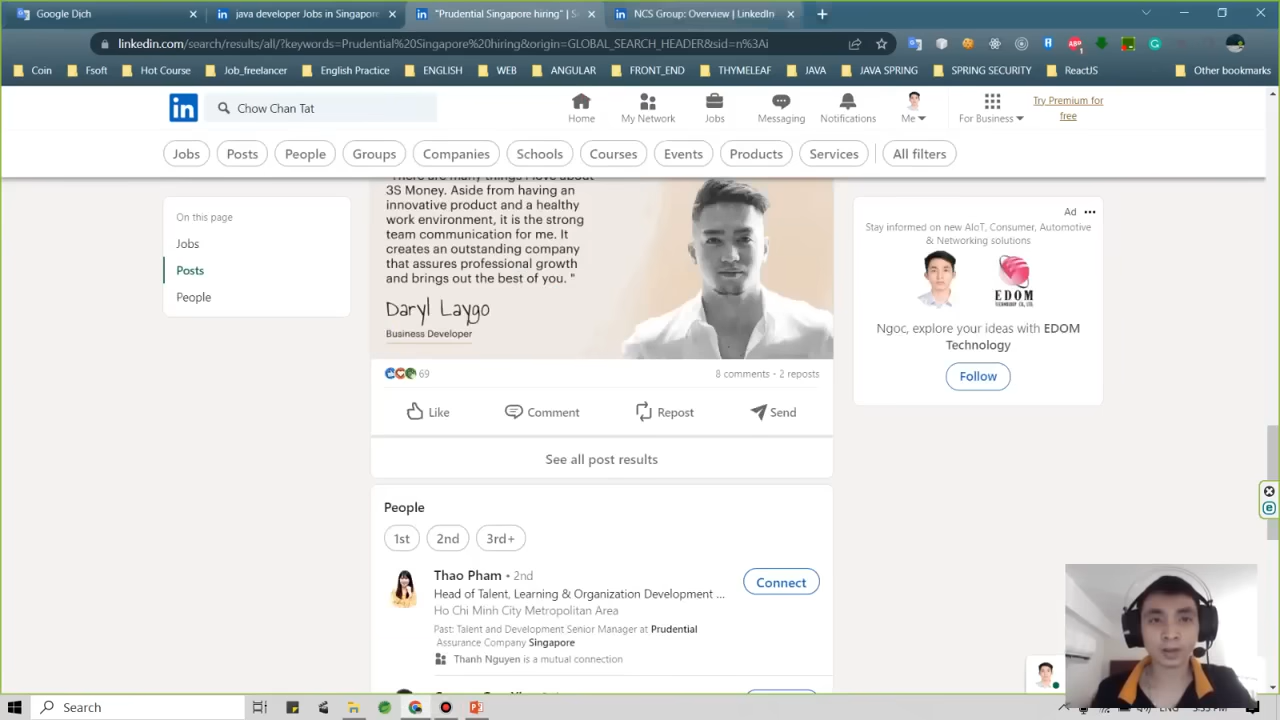 Google Dịch
java developer Jobs in Singapore
"Prudential Singapore hiring" | S
NCS Group: Overview | LinkedIn
linkedin.com/search/results/all/?keywords=Prudential%20Singapore%20hiring&origin=GLOBAL_SEARCH_HEADER&sid=n%3Ai
Coin
Fsoft
Hot Course
Job_freelancer
English Practice
ENGLISH
WEB
ANGULAR
FRONT_END
THYMELEAF
JAVA
JAVA SPRING
SPRING SECURITY
ReactJS
Other bookmarks
in
Chow Chan Tat
Home
My Network
Jobs
Messaging
Notifications
Me
For Business
Try Premium for
free
Jobs
Posts
People
Groups
Companies
Schools
Courses
Events
Products
Services
All filters
On this page
Jobs
Posts
People
"There are many things I love about
3S Money. Aside from having an
innovative product and a healthy
work environment, it is the strong
team communication for me. It
creates an outstanding company
that assures professional growth
and brings out the best of you. "
Daryl Laygo
Business Developer
69
8 comments • 2 reposts
Like
Comment
Repost
Send
See all post results
People
1st
2nd
3rd+
Thao Pham • 2nd
Head of Talent, Learning & Organization Development ...
Ho Chi Minh City Metropolitan Area
Past: Talent and Development Senior Manager at Prudential
Assurance Company Singapore
Thanh Nguyen is a mutual connection
Connect
Ad
Stay informed on new AIoT, Consumer, Automotive
& Networking solutions
EDOM
Ngoc, explore your ideas with EDOM
Technology
Follow
Search